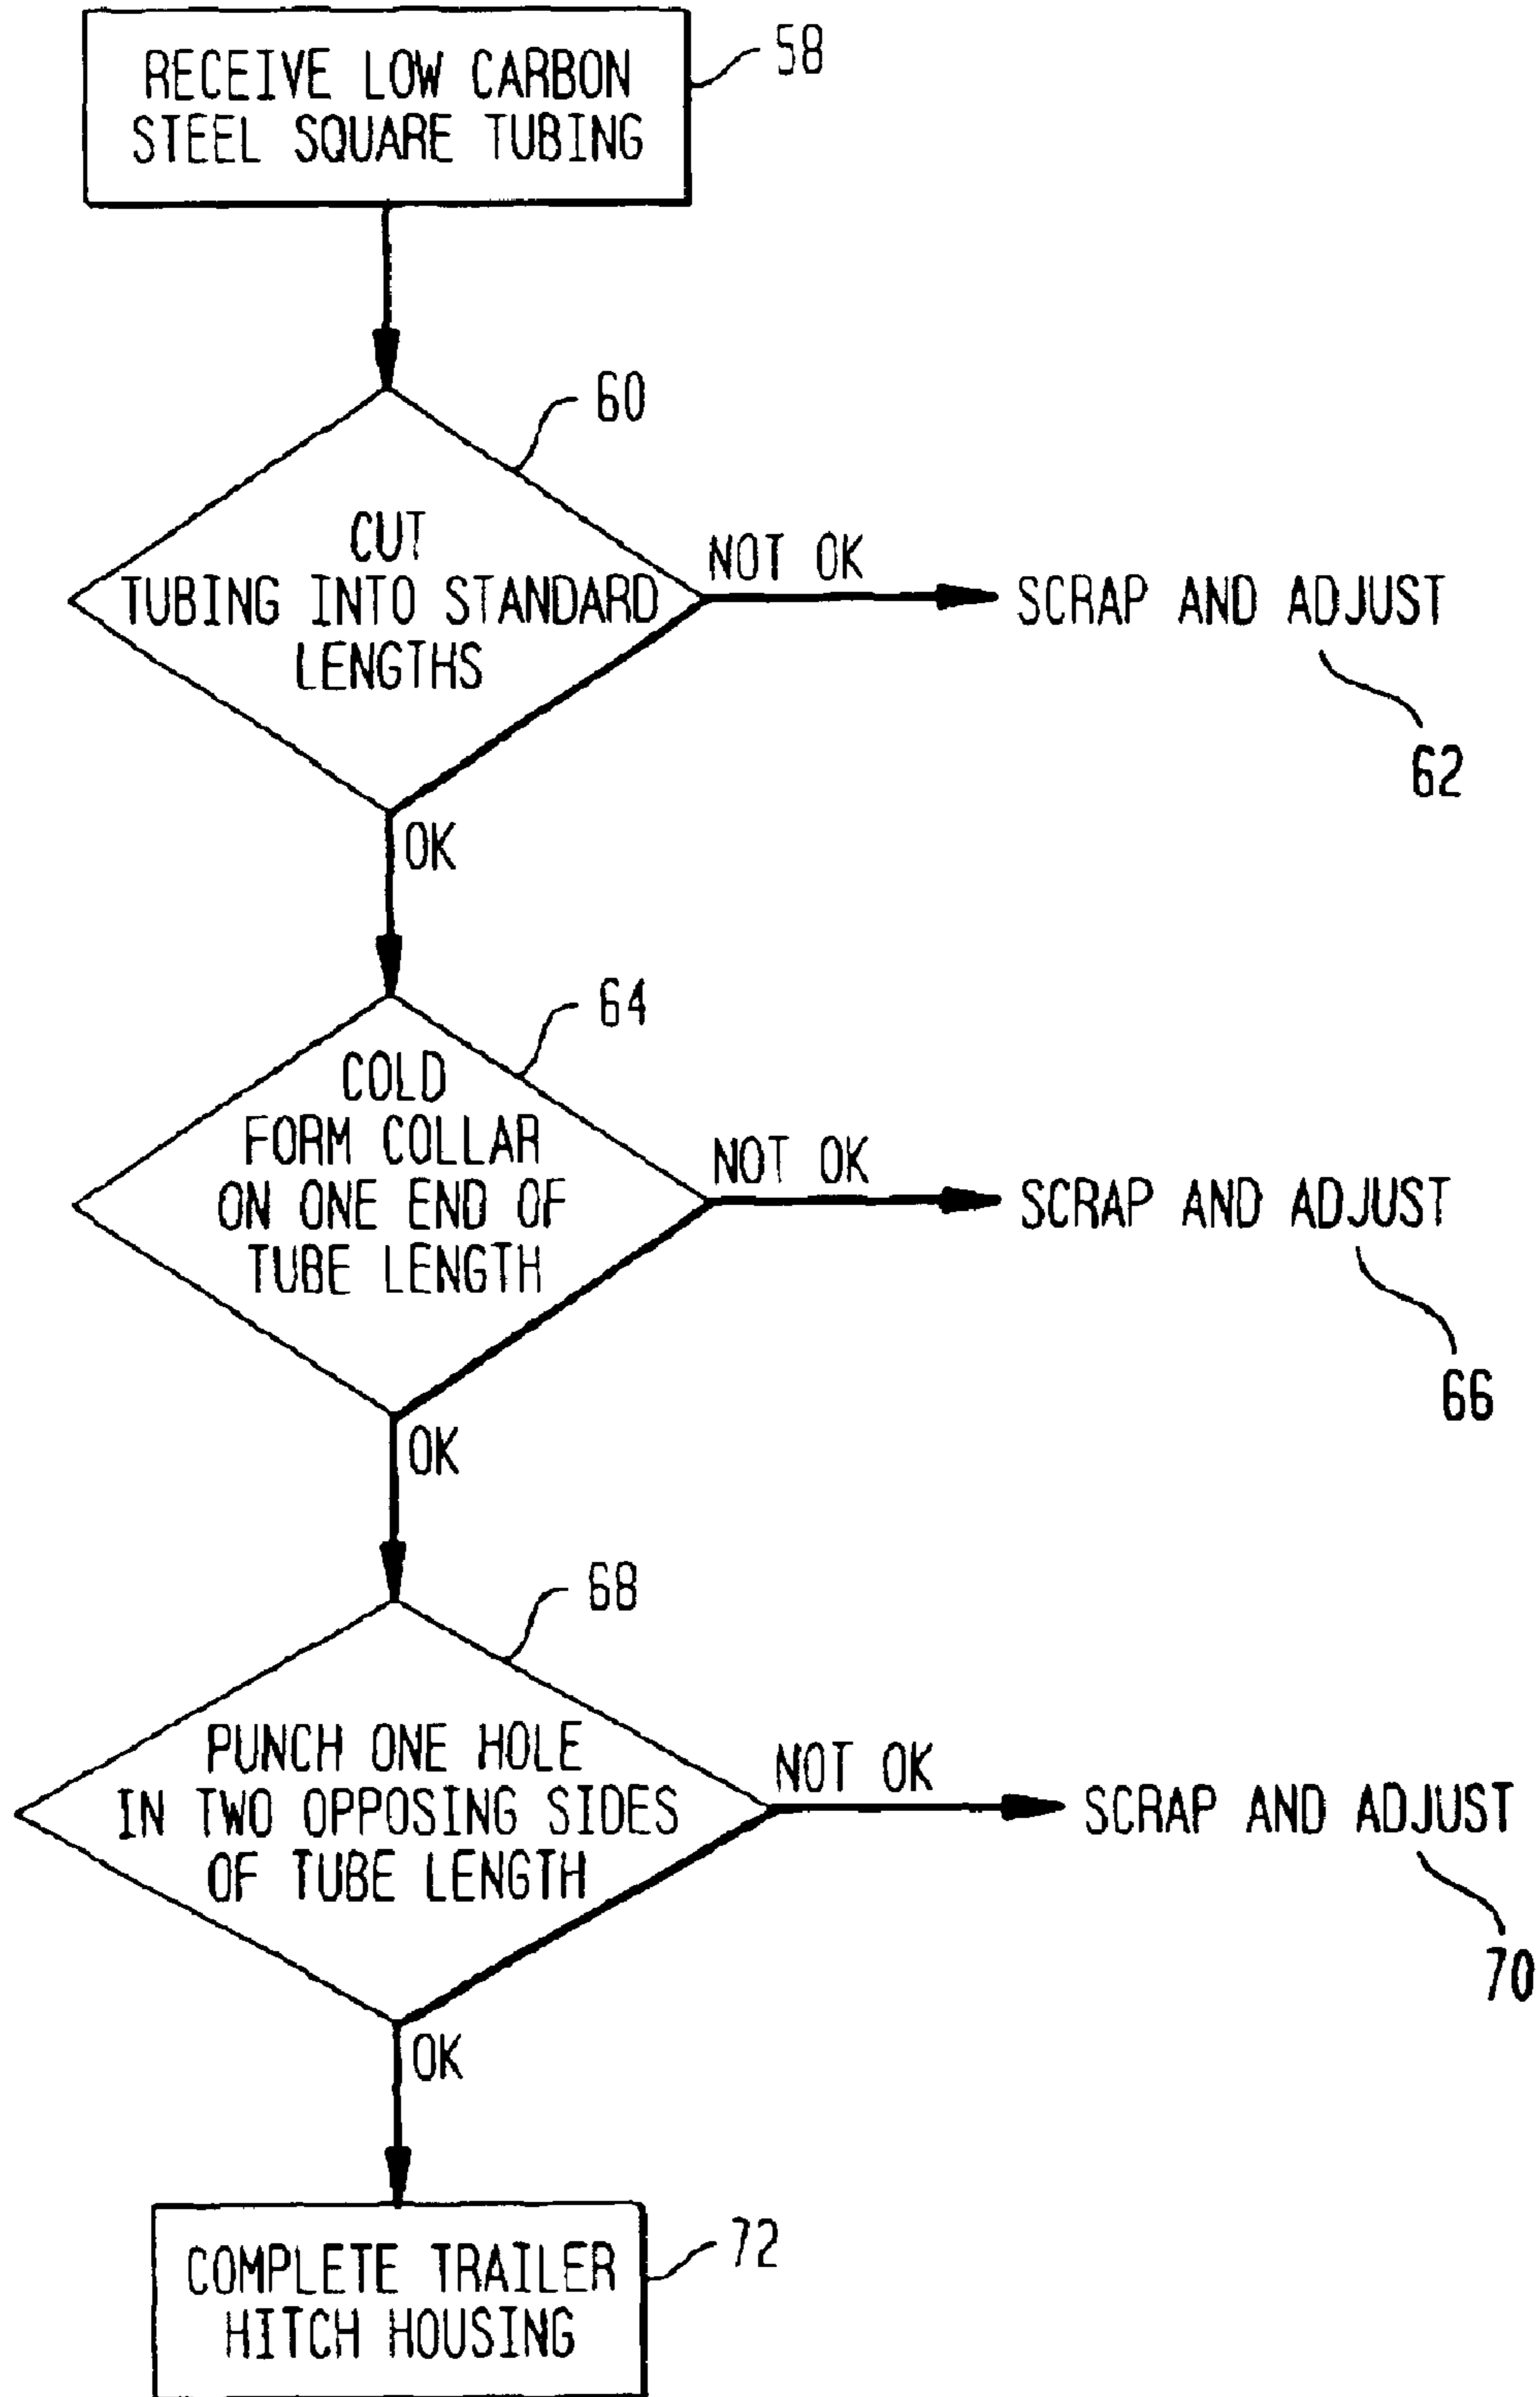 RECEIVE LOW CARBON
STEEL SQUARE TUBING
58
60
CUT
TUBING INTO STANDARD
LENGTHS
NOT OK
SCRAP AND ADJUST
62
OK
64
COLD
FORM COLLAR
ON ONE END OF
TUBE LENGTH
NOT OK
SCRAP AND ADJUST
66
OK
68
PUNCH ONE HOLE
IN TWO OPPOSING SIDES
OF TUBE LENGTH
NOT OK
SCRAP AND ADJUST
70
OK
COMPLETE TRAILER
HITCH HOUSING
72